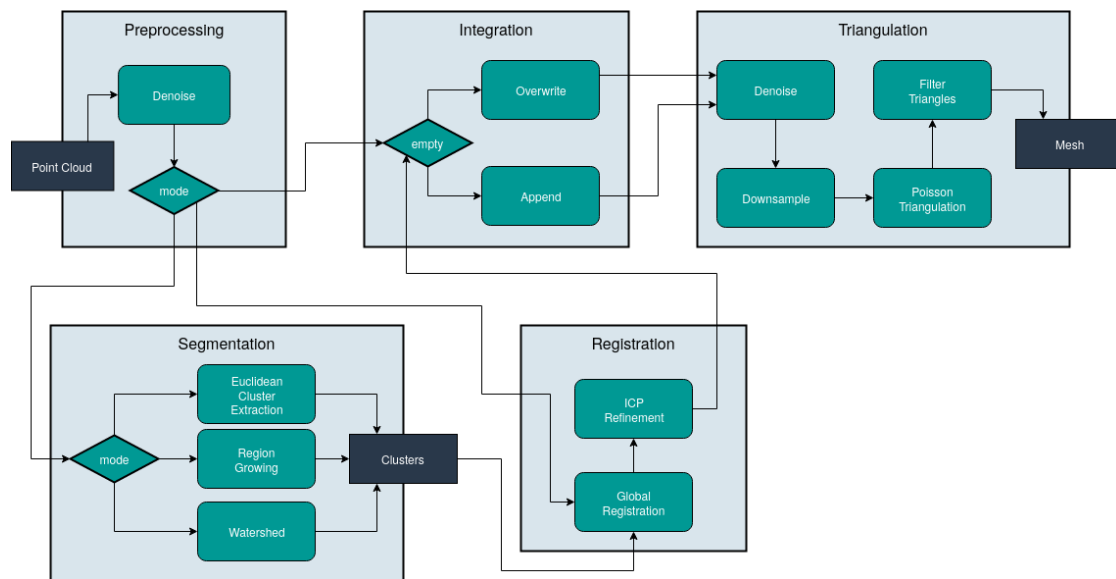 Preprocessing
Denoise
Point Cloud
mode
Integration
Overwrite
empty
Append
Triangulation
Denoise
Filter
Triangles
Mesh
Downsample
Poisson
Triangulation
Segmentation
Euclidean
Cluster
Extraction
mode
Region
Growing
Clusters
Watershed
Registration
ICP
Refinement
Global
Registration